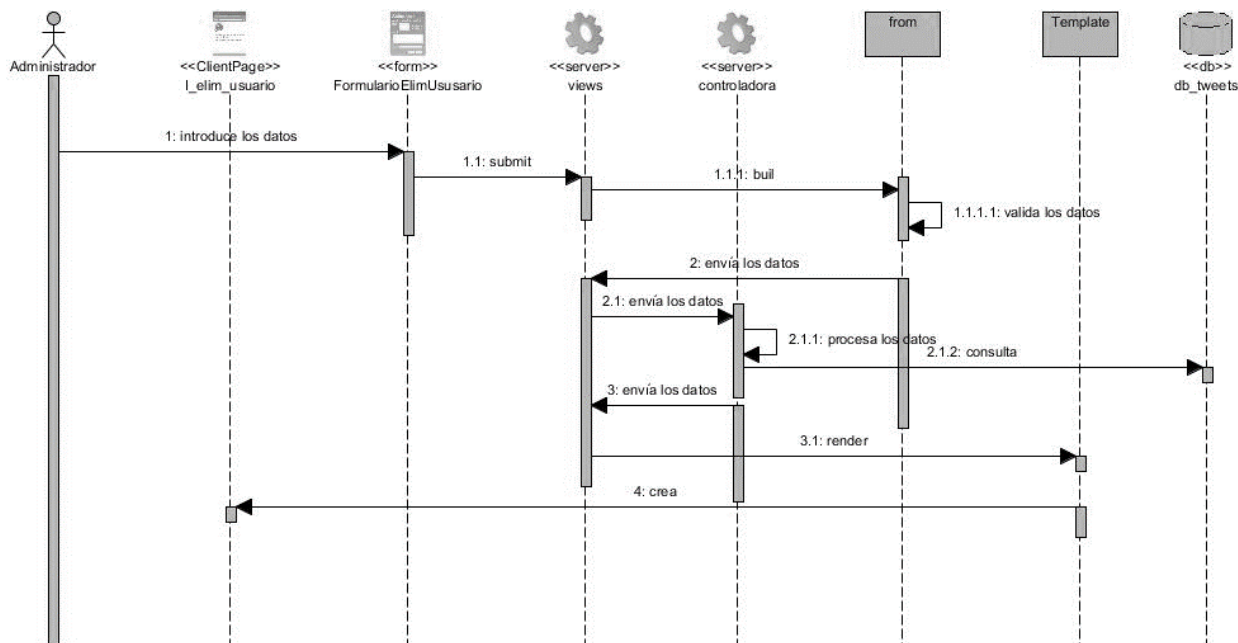 Administrador
<<ClientPage>>
I_elim_usuario
<<form>>
FormularioElimUsusario
<<server>>
views
<<server>>
controladora
from
Template
<<db>>
db_tweets
1: introduce los datos
1.1: submit
1.1.1: buil
1.1.1.1: valida los datos
2: envía los datos
2.1: envía los datos
2.1.1: procesa los datos
2.1.2: consulta
3: envía los datos
3.1: render
4: crea